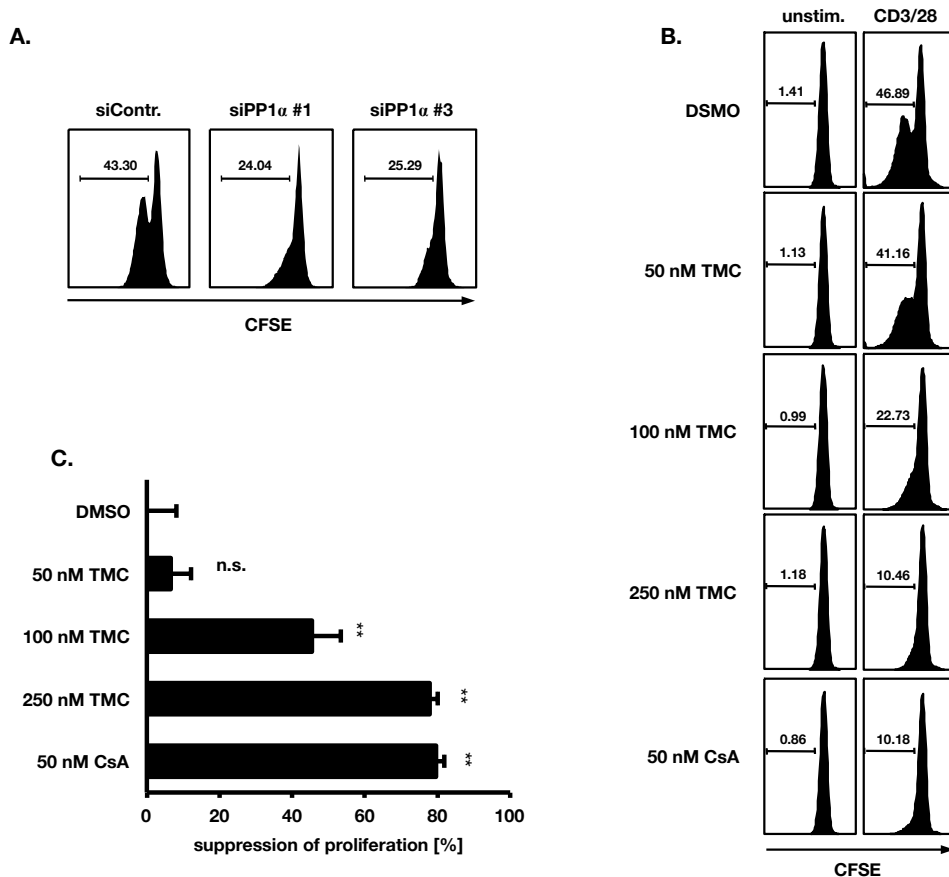 A.
siContr. siPP1α #1 siPP1α #3
43.30 24.04 25.29
CFSE
B.
unstim. CD3/28
DSMO 1.41 46.89
50 nM TMC 1.13 41.16
100 nM TMC 0.99 22.73
250 nM TMC 1.18 10.46
50 nM CsA 0.86 10.18
CFSE
C.
DMSO
50 nM TMC n.s.
100 nM TMC **
250 nM TMC **
50 nM CsA **
0 20 40 60 80 100
suppression of proliferation [%]